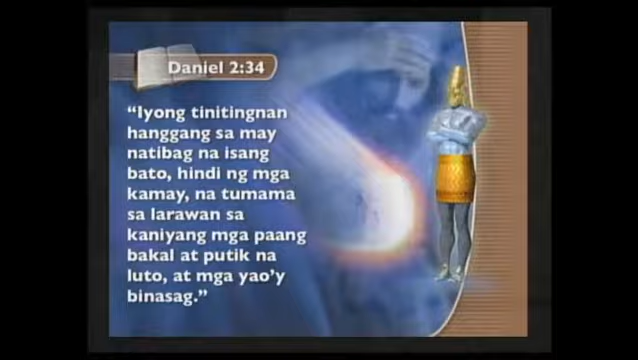 Daniel 2:34
“Iyong tinitingnan
hanggang sa may
natibag na isang
bato, hindi ng mga
kamay, na tumama
sa larawan sa
kaniyang mga paang
bakal at putik na
luto, at mga yao’y
binasag.”